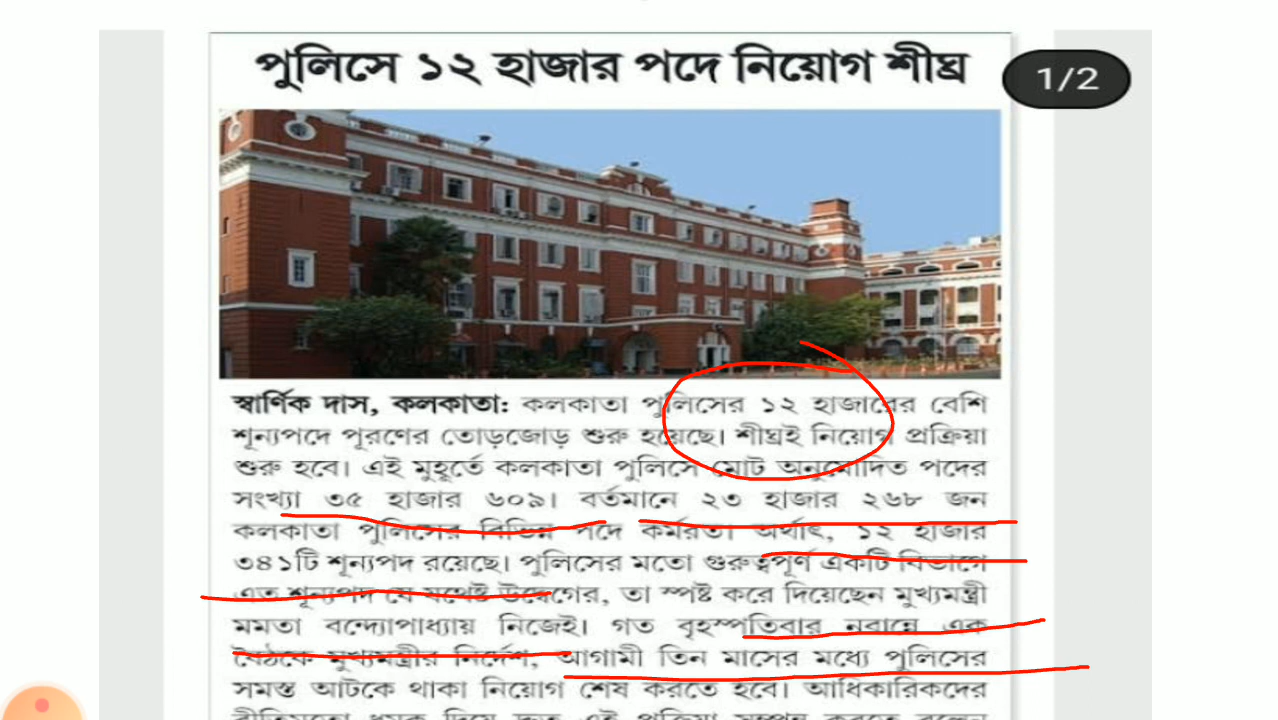 পুলিসে ১২ হাজার পদে নিয়োগ শীঘ্র
1/2
স্বার্ণিক দাস, কলকাতা: কলকাতা পুলিসের ১২ হাজারের বেশি
শূন্যপদে পূরণের তোড়জোড় শুরু হয়েছে। শীঘ্রই নিয়োগ প্রক্রিয়া
শুরু হবে। এই মুহূর্তে কলকাতা পুলিসে মোট অনুমোদিত পদের
সংখ্যা ৩৫ হাজার ৬০৯। বর্তমানে ২৩ হাজার ২৬৮ জন
কলকাতা পুলিসের বিভিন্ন পদে কর্মরত। অর্থাৎ, ১২ হাজার
৩৪১টি শূন্যপদ রয়েছে। পুলিসের মতো গুরুত্বপূর্ণ একটি বিভাগে
এত শূন্যপদ যে যথেষ্ট উদ্বেগের, তা স্পষ্ট করে দিয়েছেন মুখ্যমন্ত্রী
মমতা বন্দ্যোপাধ্যায় নিজেই। গত বৃহস্পতিবার নবান্নে এক
বৈঠকে মুখ্যমন্ত্রীর নির্দেশ, আগামী তিন মাসের মধ্যে পুলিসের
সমস্ত আটকে থাকা নিয়োগ শেষ করতে হবে। আধিকারিকদের